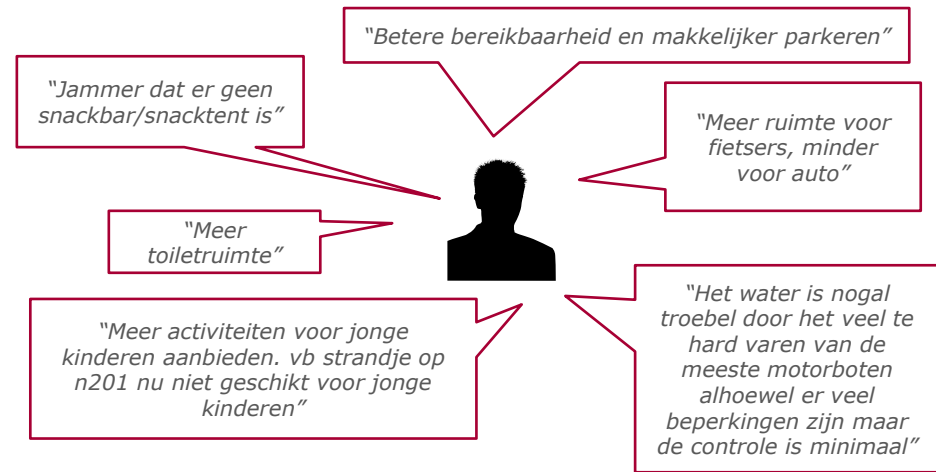 “Betere bereikbaarheid en makkelijker parkeren”
“Jammer dat er geen
snackbar/snacktent is”
“Meer ruimte voor
fietsers, minder
voor auto”
“Meer
toiletruimte”
“Meer activiteiten voor jonge
kinderen aanbieden. vb strandje op
n201 nu niet geschikt voor jonge
kinderen”
“Het water is nogal
troebel door het veel te
hard varen van de
meeste motorboten
alhoewel er veel
beperkingen zijn maar
de controle is minimaal”